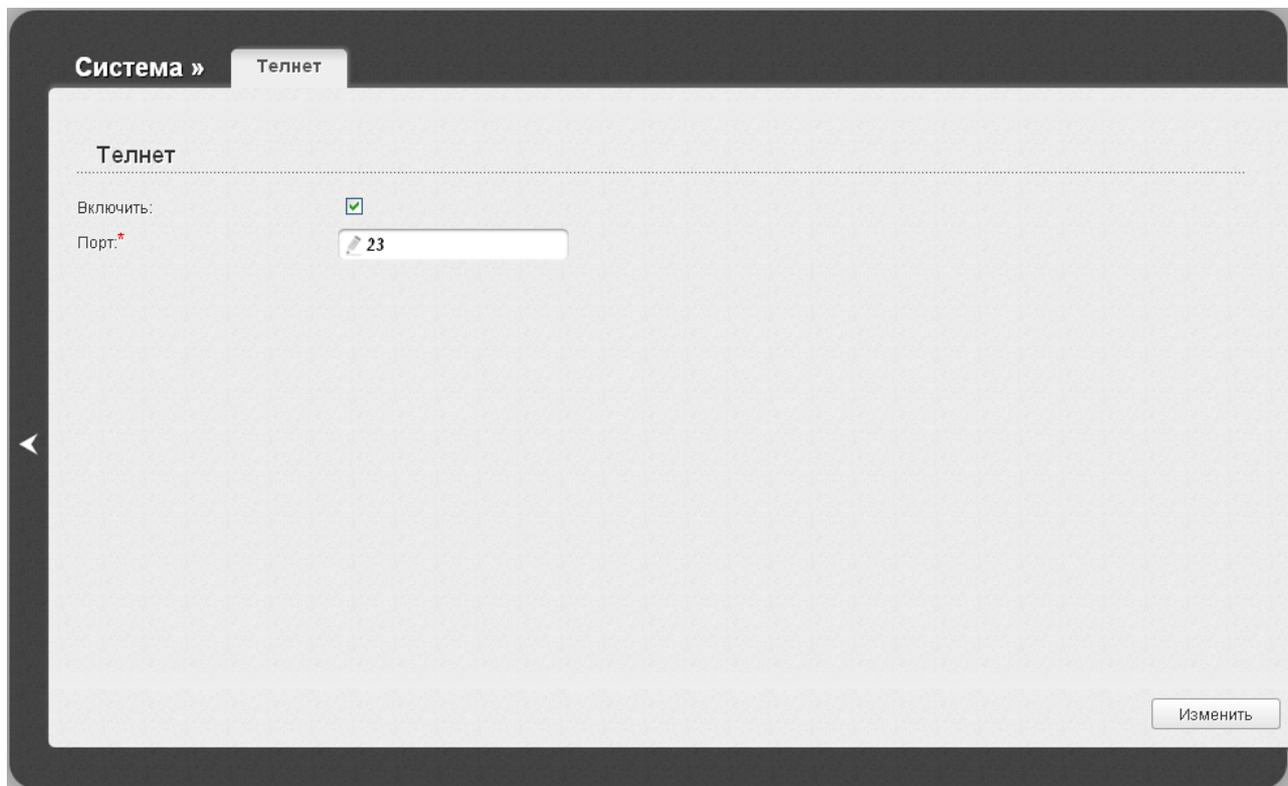 Система »
Телнет
Телнет
Включить:
Порт:*
23
Изменить